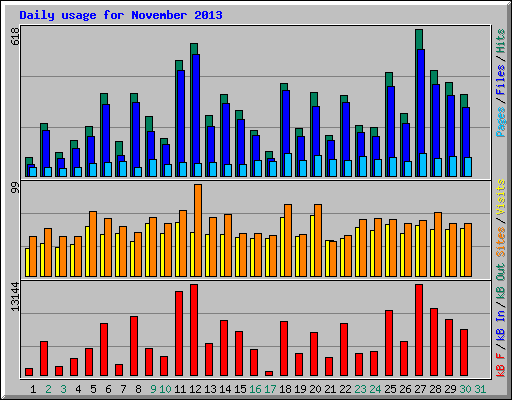 Daily usage for November 2013
618
Pages / Files / Hits
99
Sites / Visits
13144
kB F / kB In / kB Out
1 2 3 4 5 6 7 8 9 10 11 12 13 14 15 16 17 18 19 20 21 22 23 24 25 26 27 28 29 30 31